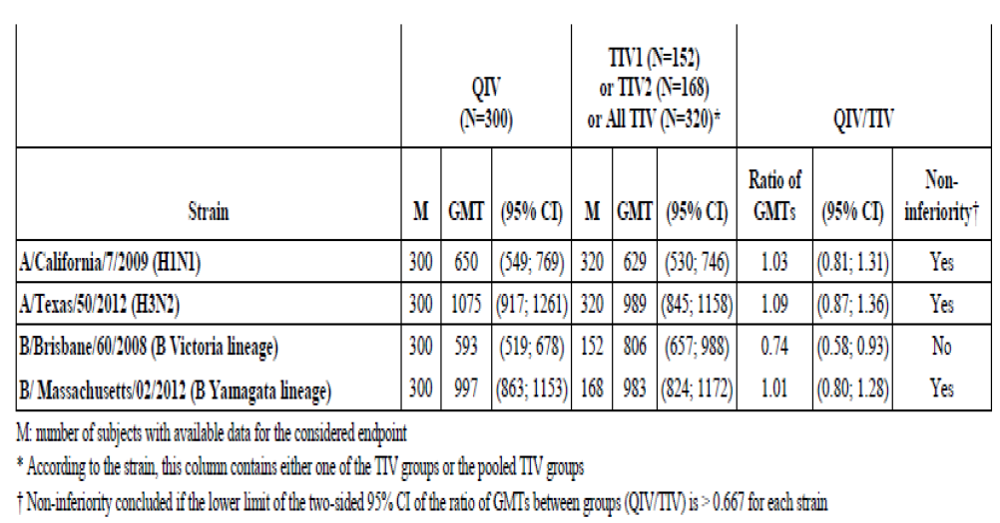 QIV
(N=300)
TIV1 (N=152)
or TIV2 (N=168)
or All TIV (N=320)*
QIV/TIV
Strain M GMT (95% CI) M GMT (95% CI) Ratio of GMTs (95% CI) Non-inferiority†
A/California/7/2009 (H1N1) 300 650 (549; 769) 320 629 (530; 746) 1.03 (0.81; 1.31) Yes
A/Texas/50/2012 (H3N2) 300 1075 (917; 1261) 320 989 (845; 1158) 1.09 (0.87; 1.36) Yes
B/Brisbane/60/2008 (B Victoria lineage) 300 593 (519; 678) 152 806 (657; 988) 0.74 (0.58; 0.93) No
B/ Massachusetts/02/2012 (B Yamagata lineage) 300 997 (863; 1153) 168 983 (824; 1172) 1.01 (0.80; 1.28) Yes
M: number of subjects with available data for the considered endpoint
* According to the strain, this column contains either one of the TIV groups or the pooled TIV groups
† Non-inferiority concluded if the lower limit of the two-sided 95% CI of the ratio of GMTs between groups (QIV/TIV) is > 0.667 for each strain